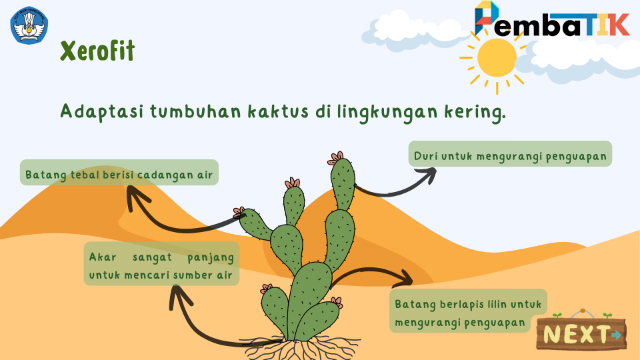 PembaTIK
Xerofit
Adaptasi tumbuhan kaktus di lingkungan kering.
Duri untuk mengurangi penguapan
Batang tebal berisi cadangan air
Akar sangat panjang
untuk mencari sumber air
Batang berlapis lilin untuk
mengurangi penguapan
NEXT